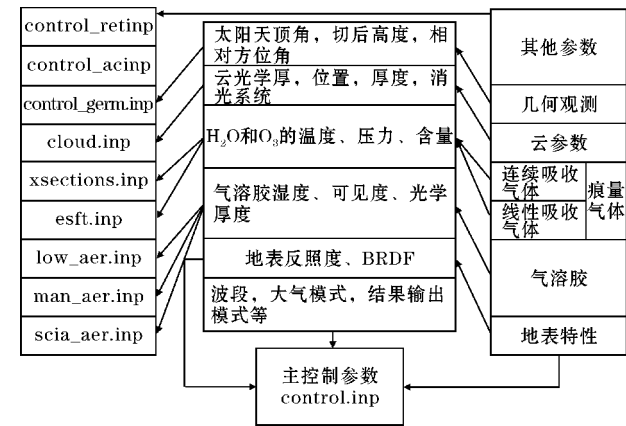 control_retinp
control_acinp
control_germ.inp
cloud.inp
xsections.inp
esft.inp
low_aer.inp
man_aer.inp
scia_aer.inp
太阳天顶角，切后高度，相
对方位角
云光学厚，位置，厚度，消
光系统
H₂O和O₃的温度、压力、含量
气溶胶湿度、可见度、光学
厚度
地表反照度、BRDF
波段，大气模式，结果输出
模式等
其他参数
几何观测
云参数
连续吸收
气体
线性吸收
气体
痕量
气体
气溶胶
地表特性
主控制参数
control.inp